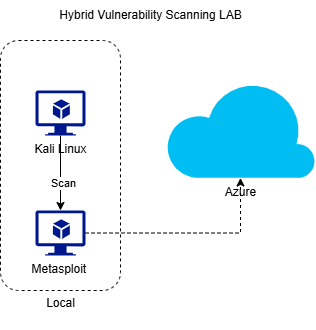 Hybrid Vulnerability Scanning LAB
Kali Linux
Scan
Azure
Metasploit
Local